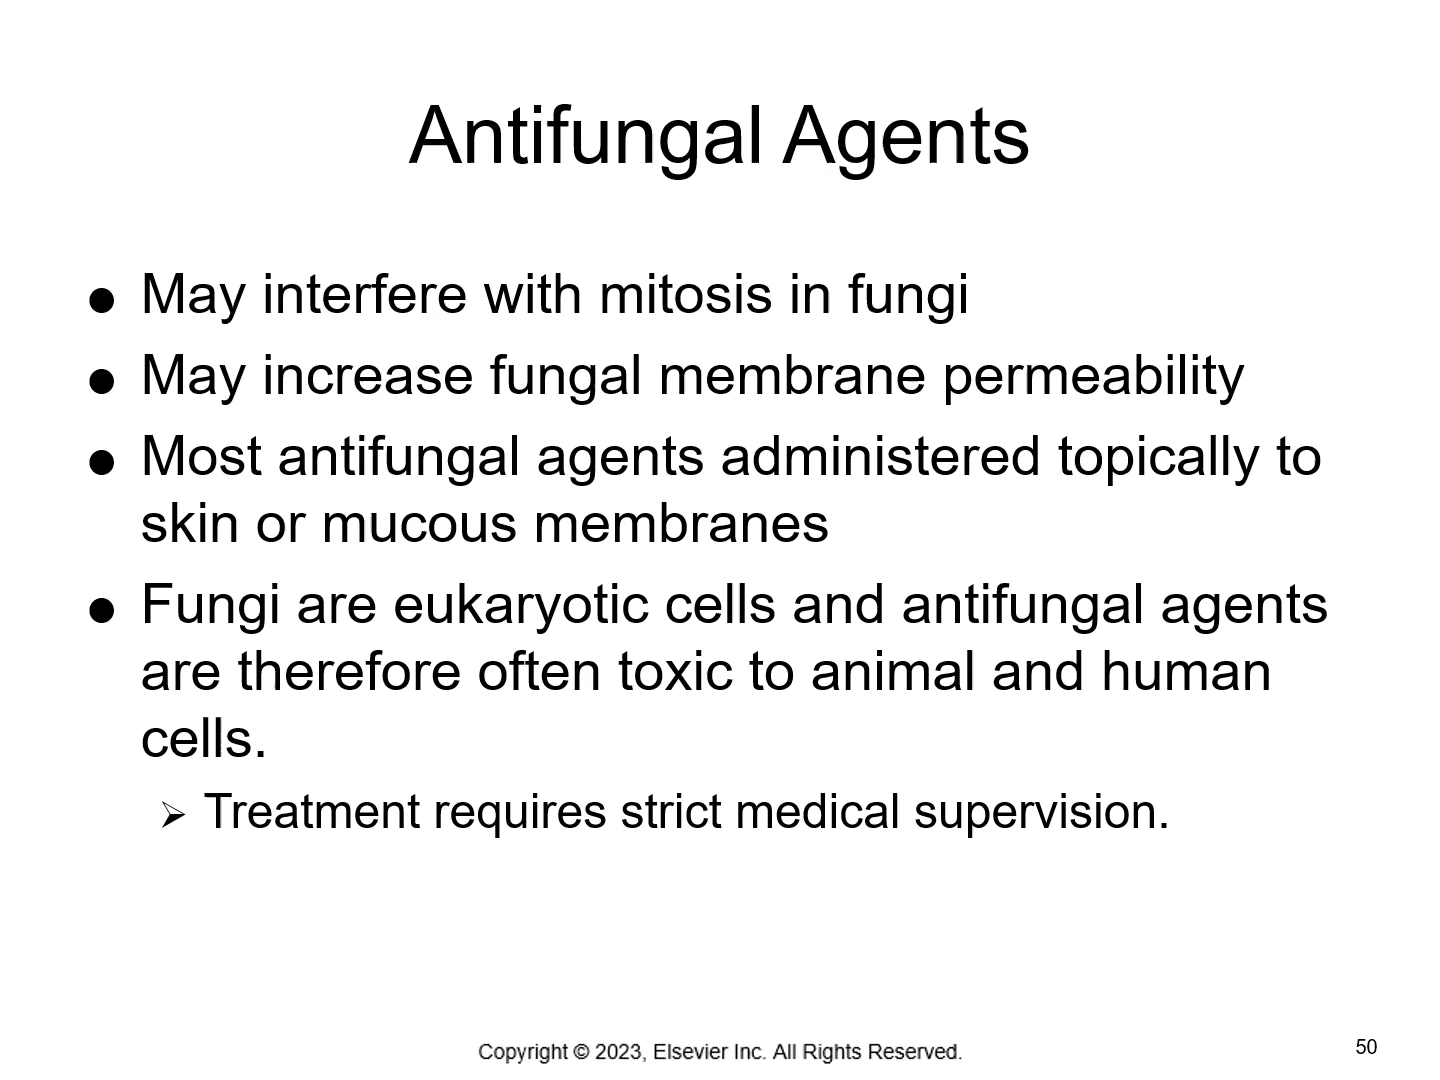 Antifungal Agents
● May interfere with mitosis in fungi
● May increase fungal membrane permeability
● Most antifungal agents administered topically to
skin or mucous membranes
● Fungi are eukaryotic cells and antifungal agents
are therefore often toxic to animal and human
cells.
➢ Treatment requires strict medical supervision.
Copyright © 2023, Elsevier Inc. All Rights Reserved.
50